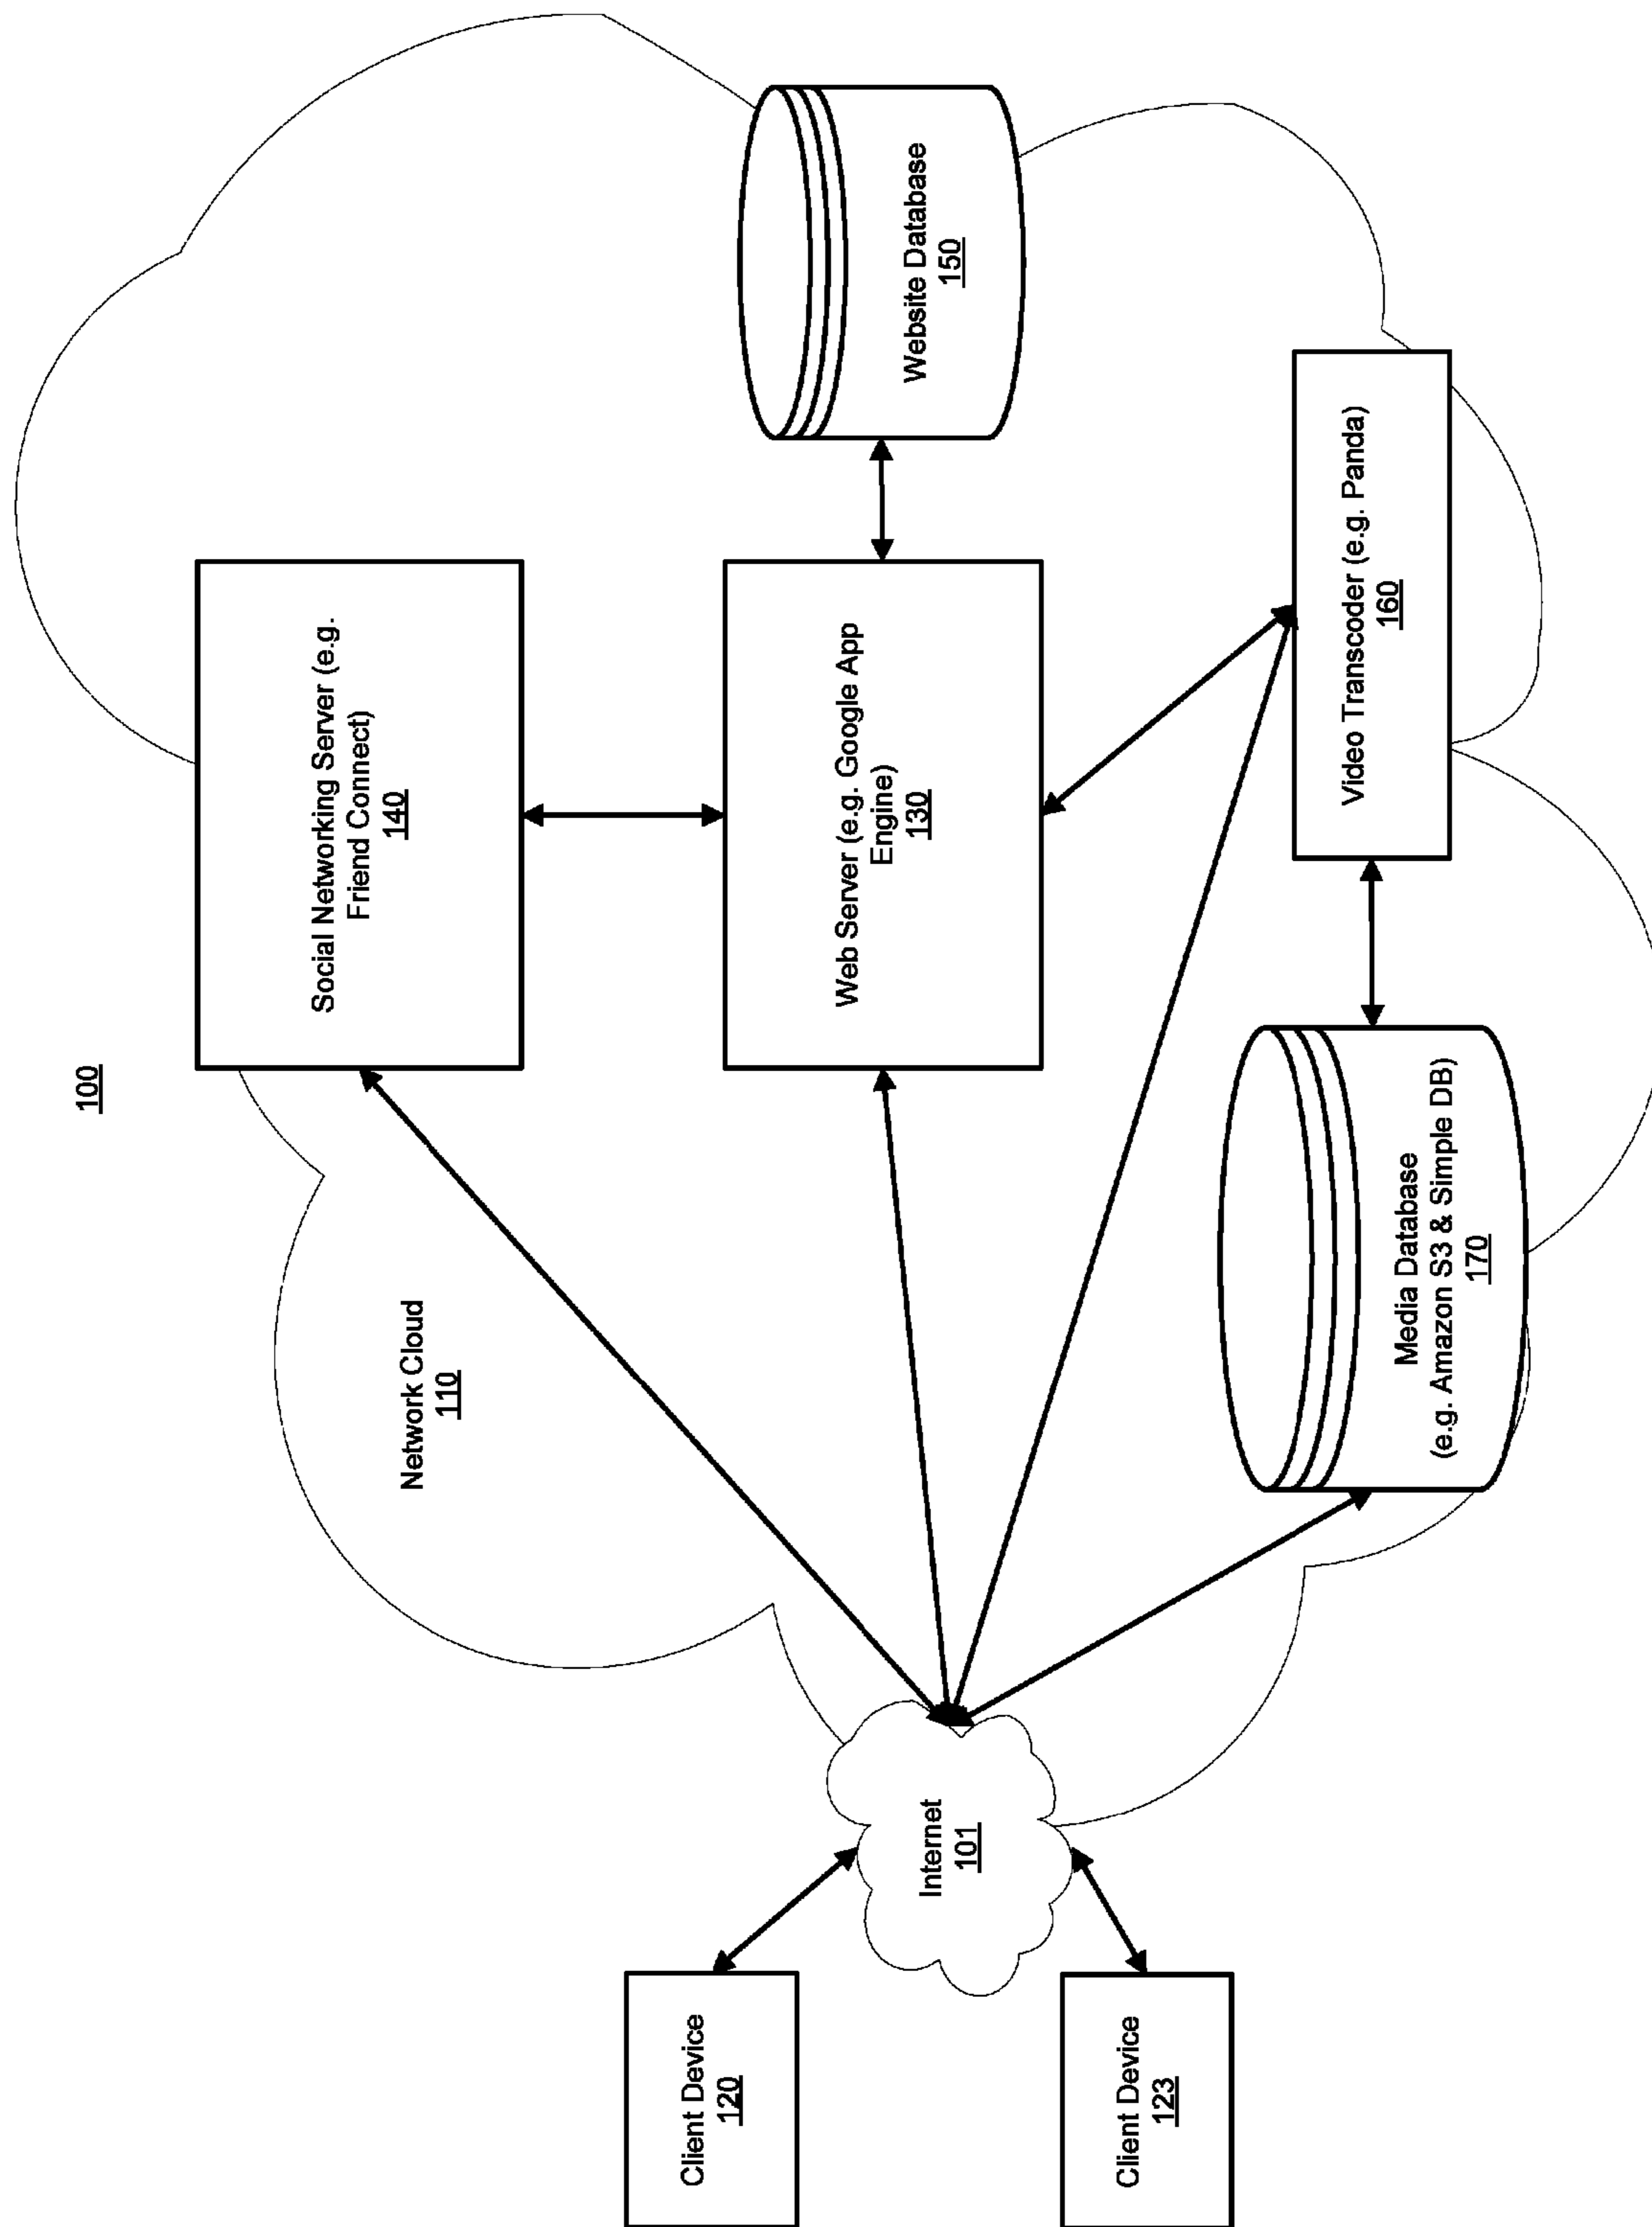 100
Network Cloud
110
Social Networking Server (e.g.
Friend Connect)
140
Client Device
120
Internet
101
Web Server (e.g. Google App
Engine)
130
Website Database
150
Client Device
123
Media Database
(e.g. Amazon S3 & Simple DB)
170
Video Transcoder (e.g. Panda)
160